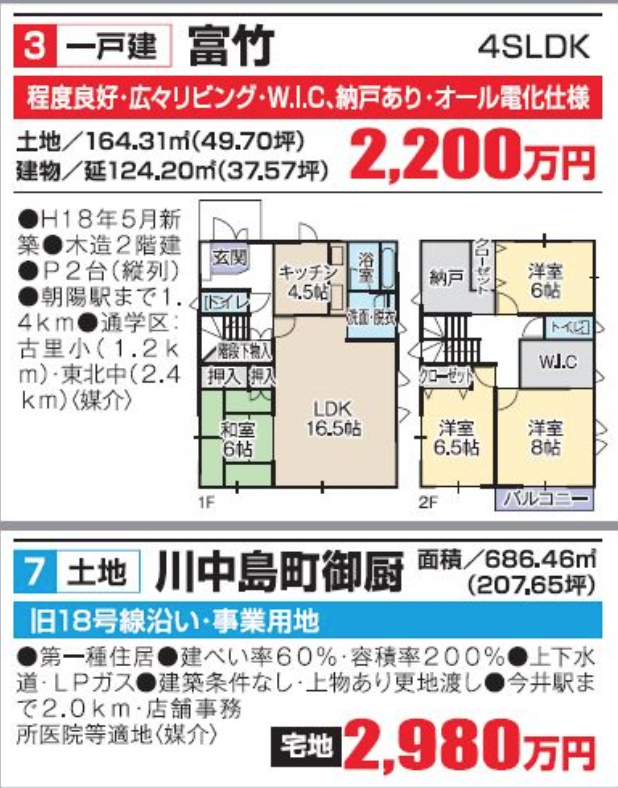 3 一戸建 富竹 4SLDK
程度良好・広々リビング・W.I.C、納戸あり・オール電化仕様
土地／164.31㎡(49.70坪)
建物／延124.20㎡(37.57坪)
2,200万円
●H18年5月新
築●木造2階建
●P2台(縦列)
●朝陽駅まで1.
4km●通学区:
古里小(1.2k
m)・東北中(2.4
km)〈媒介〉
玄関
キッチン
4.5帖
浴室
トイレ
洗面・脱衣
階段下物入
押入
押入
和室
6帖
LDK
16.5帖
1F
納戸
クローゼット
洋室
6帖
トイレ
W.I.C
クローゼット
洋室
6.5帖
洋室
8帖
バルコニー
2F
7 土地 川中島町御厨 面積／686.46㎡
(207.65坪)
旧18号線沿い・事業用地
●第一種住居●建ぺい率60%・容積率200%●上下水
道・LPガス●建築条件なし・上物あり更地渡し●今井駅ま
で2.0km・店舗事務
所医院等適地〈媒介〉
宅地 2,980万円